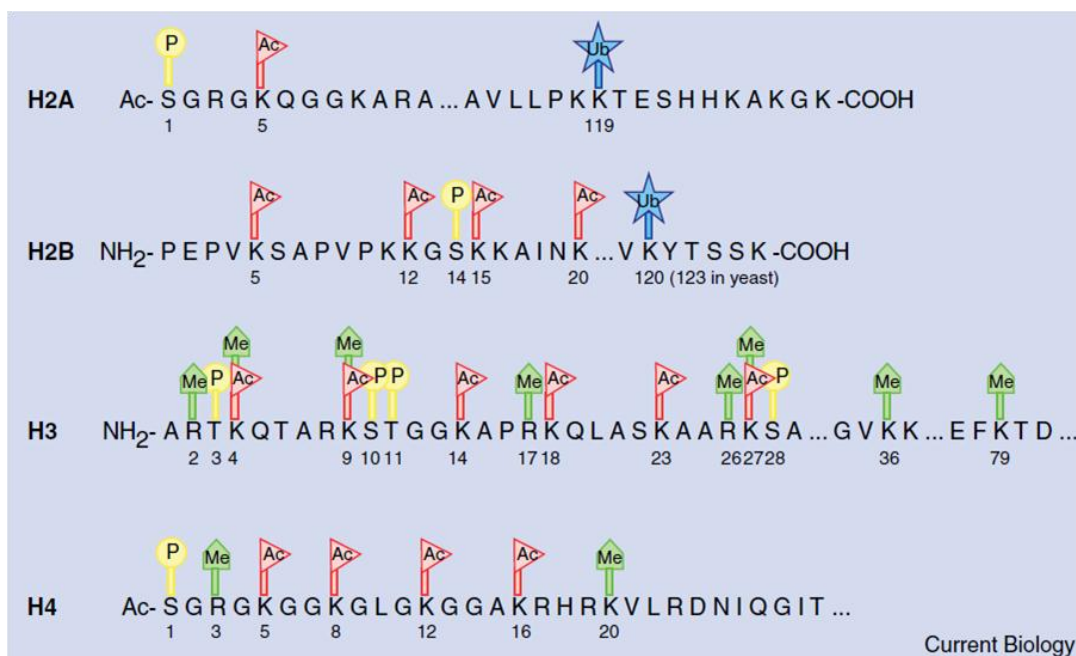 P Ac Ub
H2A Ac- S G R G K Q G G K A R A ... A V L L P K K T E S H H K A K G K -COOH
1 5 119
Ac Ac P Ac Ac Ub
H2B NH2- P E P V K S A P V P K K G S K K A I N K ... V K Y T S S K -COOH
5 12 14 15 20 120 (123 in yeast)
Me Me Me
Me P Ac Ac P P Ac Me Ac Ac Me Ac P Me Me
H3 NH2- A R T K Q T A R K S T G G K A P R K Q L A S K A A R K S A ... G V K K ... E F K T D ...
2 3 4 9 10 11 14 17 18 23 26 27 28 36 79
P Me Ac Ac Ac Ac Me
H4 Ac- S G R G K G G K G L G K G G A K R H R K V L R D N I Q G I T ...
1 3 5 8 12 16 20
Current Biology